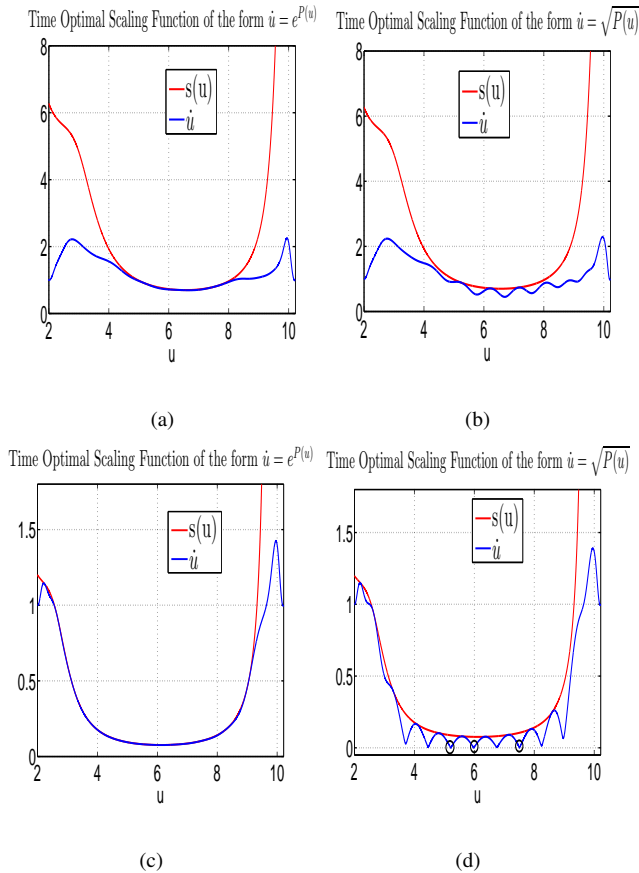 Time Optimal Scaling Function of the form u̇ = e^{P(u)}
8
6
4
2
0
2 4 6 8 10
u
s(u)
u̇
(a)
Time Optimal Scaling Function of the form u̇ = √P(u)
8
6
4
2
0
2 4 6 8 10
u
s(u)
u̇
(b)
Time Optimal Scaling Function of the form u̇ = e^{P(u)}
1.5
1
0.5
0
2 4 6 8 10
u
s(u)
u̇
(c)
Time Optimal Scaling Function of the form u̇ = √P(u)
1.5
1
0.5
0
2 4 6 8 10
u
s(u)
u̇
(d)